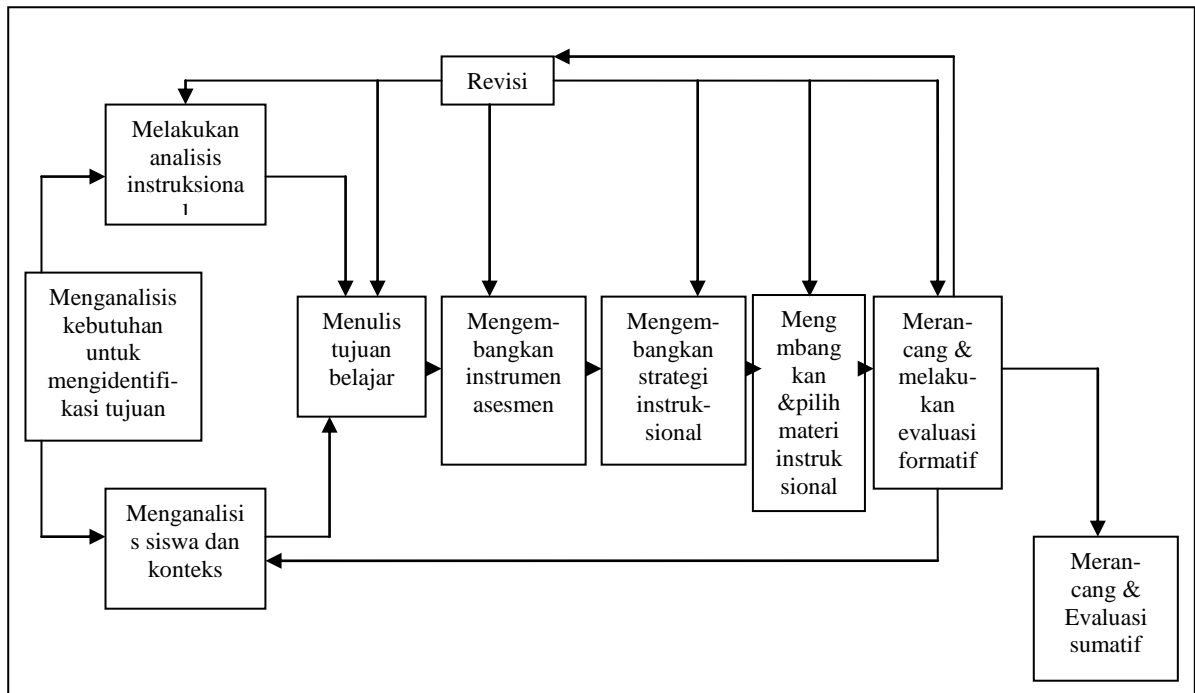 Revisi
Melakukan
analisis
instruksiona
l
Menganalisis
kebutuhan
untuk
mengidentifi-
kasi tujuan
Menulis
tujuan
belajar
Mengem-
bangkan
instrumen
asesmen
Mengem-
bangkan
strategi
instruk-
sional
Meng
mbang
kan
&pilih
materi
instruk
sional
Meran-
cang &
melaku-
kan
evaluasi
formatif
Menganalisi
s siswa dan
konteks
Meran-
cang &
Evaluasi
sumatif